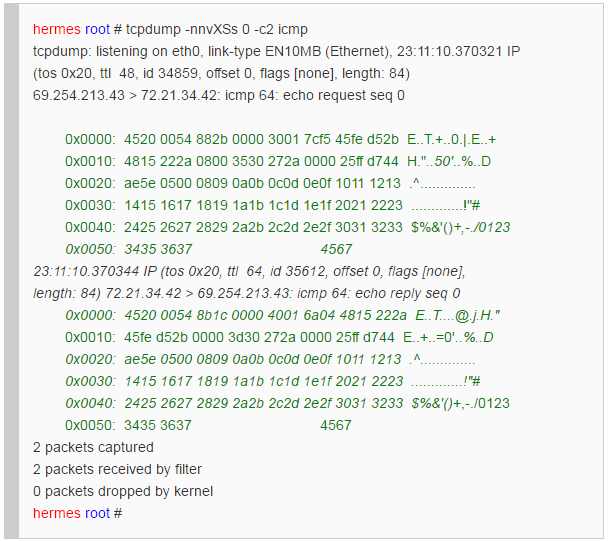 hermes root # tcpdump -nnvXSs 0 -c2 icmp
tcpdump: listening on eth0, link-type EN10MB (Ethernet), 23:11:10.370321 IP
(tos 0x20, ttl  48, id 34859, offset 0, flags [none], length: 84)
69.254.213.43 > 72.21.34.42: icmp 64: echo request seq 0
0x0000:  4520 0054 882b 0000 3001 7cf5 45fe d52b  E..T.+..0.|.E..+
0x0010:  4815 222a 0800 3530 272a 0000 25ff d744  H."..50'..%..D
0x0020:  ae5e 0500 0809 0a0b 0c0d 0e0f 1011 1213  .^..............
0x0030:  1415 1617 1819 1a1b 1c1d 1e1f 2021 2223  .............!"#
0x0040:  2425 2627 2829 2a2b 2c2d 2e2f 3031 3233  $%&'()+,-./0123
0x0050:  3435 3637                                4567
23:11:10.370344 IP (tos 0x20, ttl  64, id 35612, offset 0, flags [none],
length: 84) 72.21.34.42 > 69.254.213.43: icmp 64: echo reply seq 0
0x0000:  4520 0054 8b1c 0000 4001 6a04 4815 222a  E..T....@.j.H."
0x0010:  45fe d52b 0000 3d30 272a 0000 25ff d744  E..+..=0'..%..D
0x0020:  ae5e 0500 0809 0a0b 0c0d 0e0f 1011 1213  .^..............
0x0030:  1415 1617 1819 1a1b 1c1d 1e1f 2021 2223  .............!"#
0x0040:  2425 2627 2829 2a2b 2c2d 2e2f 3031 3233  $%&'()+,-./0123
0x0050:  3435 3637                                4567
2 packets captured
2 packets received by filter
0 packets dropped by kernel
hermes root #